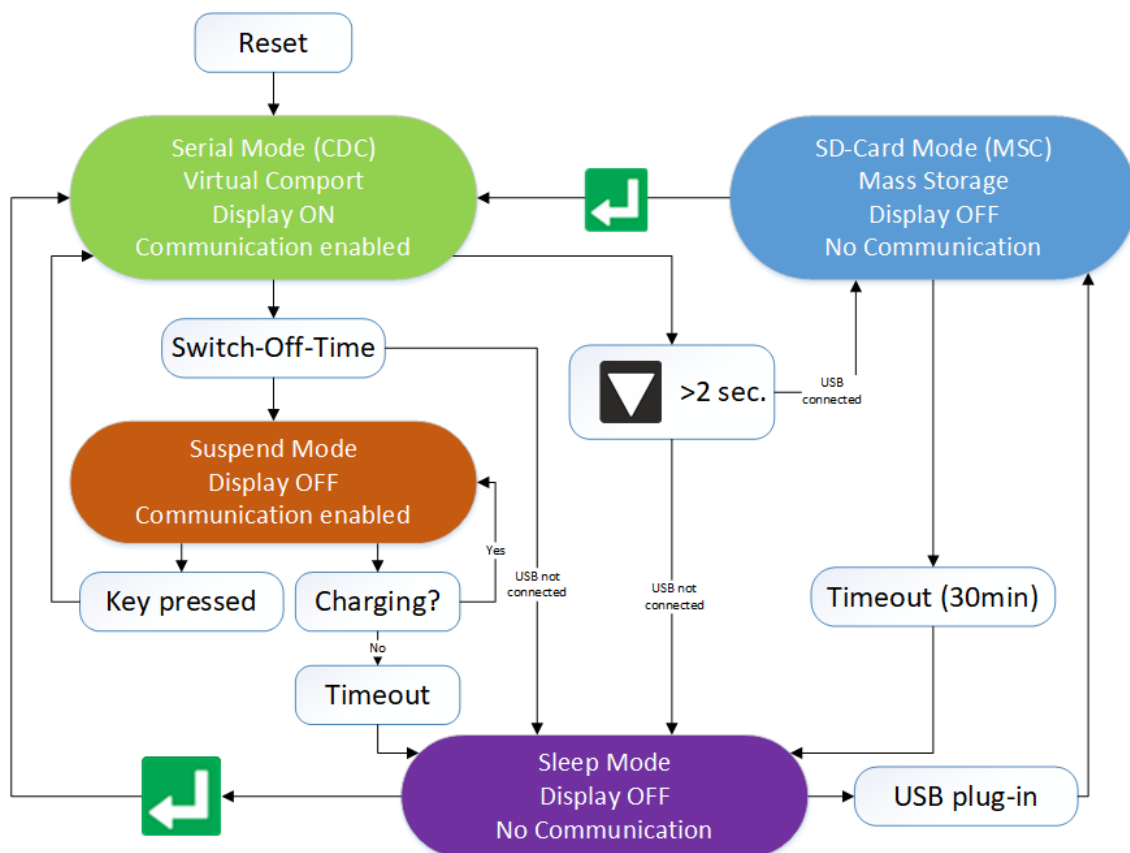 Reset
Serial Mode (CDC)
Virtual Comport
Display ON
Communication enabled
SD-Card Mode (MSC)
Mass Storage
Display OFF
No Communication
Switch-Off-Time
>2 sec.
USB
connected
Suspend Mode
Display OFF
Communication enabled
Yes
Key pressed
Charging?
USB not
connected
USB not
connected
Timeout (30min)
No
Timeout
Sleep Mode
Display OFF
No Communication
USB plug-in